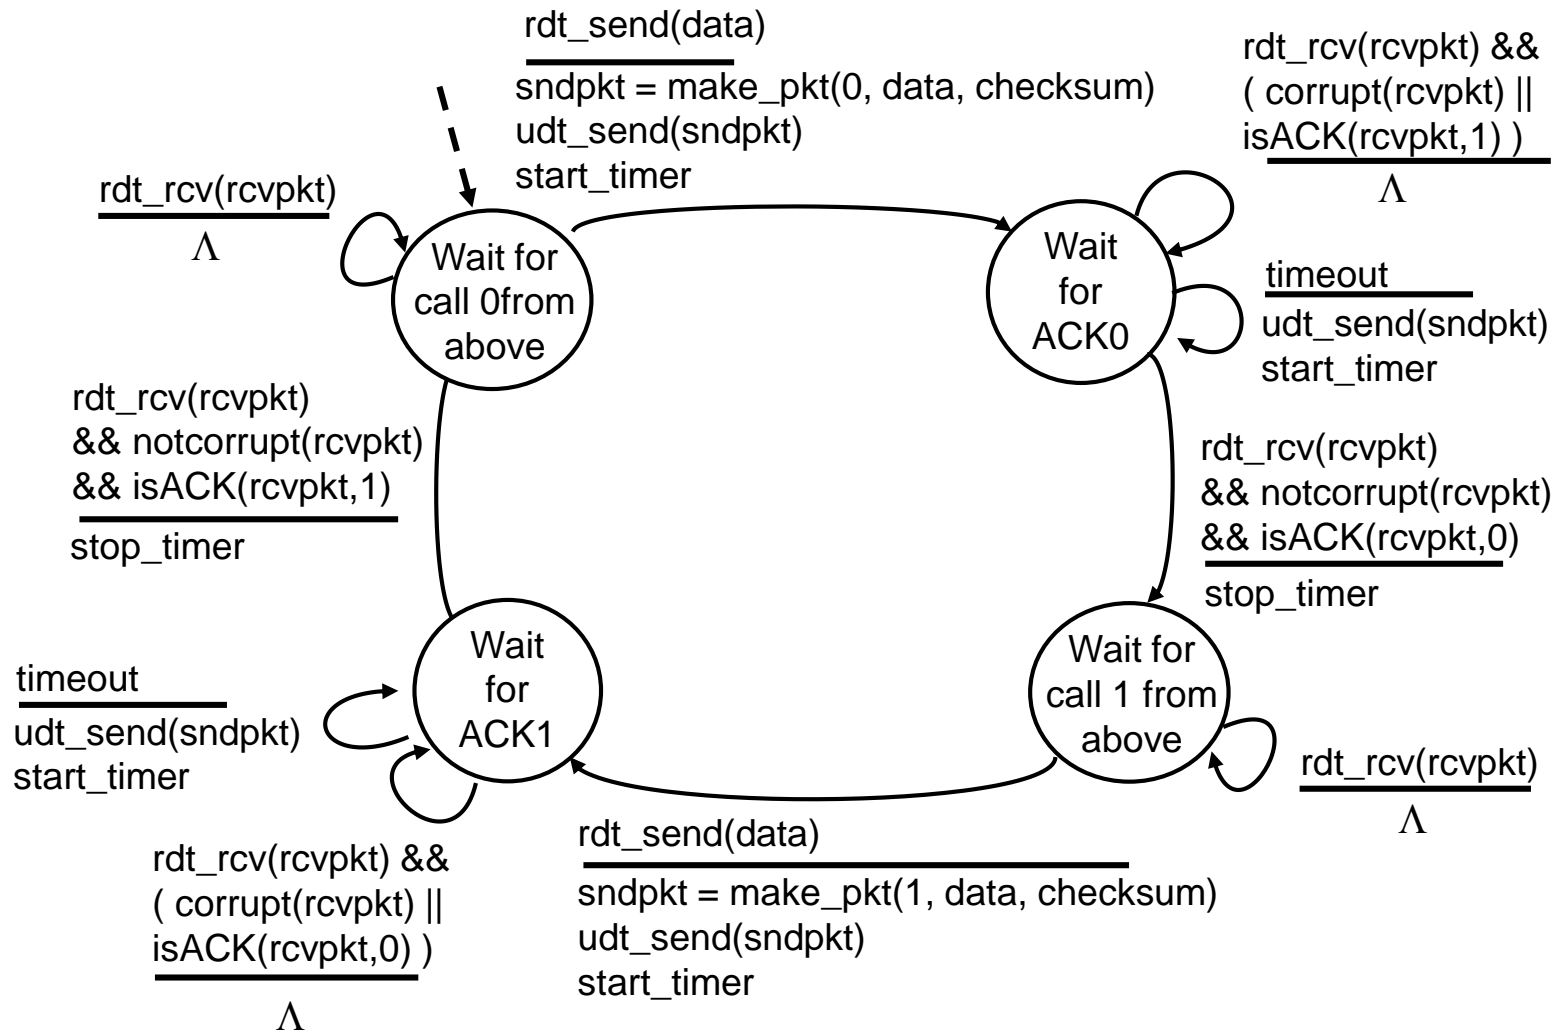 rdt_send(data)
sndpkt = make_pkt(0, data, checksum)
udt_send(sndpkt)
start_timer
rdt_rcv(rcvpkt) &&
( corrupt(rcvpkt) ||
isACK(rcvpkt,1) )
Λ
rdt_rcv(rcvpkt)
Λ
Wait for
call 0from
above
Wait
for
ACK0
timeout
udt_send(sndpkt)
start_timer
rdt_rcv(rcvpkt)
&& notcorrupt(rcvpkt)
&& isACK(rcvpkt,1)
stop_timer
rdt_rcv(rcvpkt)
&& notcorrupt(rcvpkt)
&& isACK(rcvpkt,0)
stop_timer
Wait
for
ACK1
Wait for
call 1 from
above
timeout
udt_send(sndpkt)
start_timer
rdt_rcv(rcvpkt)
Λ
rdt_rcv(rcvpkt) &&
( corrupt(rcvpkt) ||
isACK(rcvpkt,0) )
Λ
rdt_send(data)
sndpkt = make_pkt(1, data, checksum)
udt_send(sndpkt)
start_timer